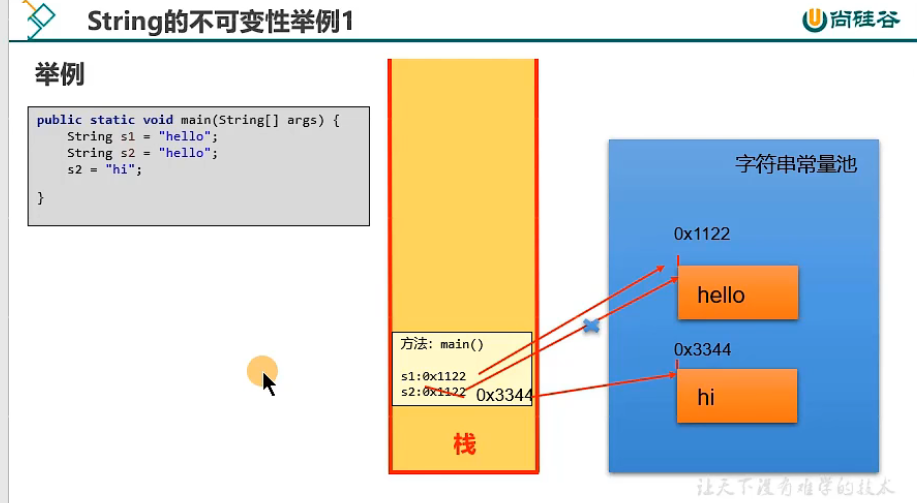 String的不可变性举例1
尚硅谷
举例
public static void main(String[] args) {
String s1 = "hello";
String s2 = "hello";
s2 = "hi";
}
字符串常量池
0x1122
hello
0x3344
hi
方法: main()
s1:0x1122
s2:0x1122 0x3344
栈
让天下没有难学的技术